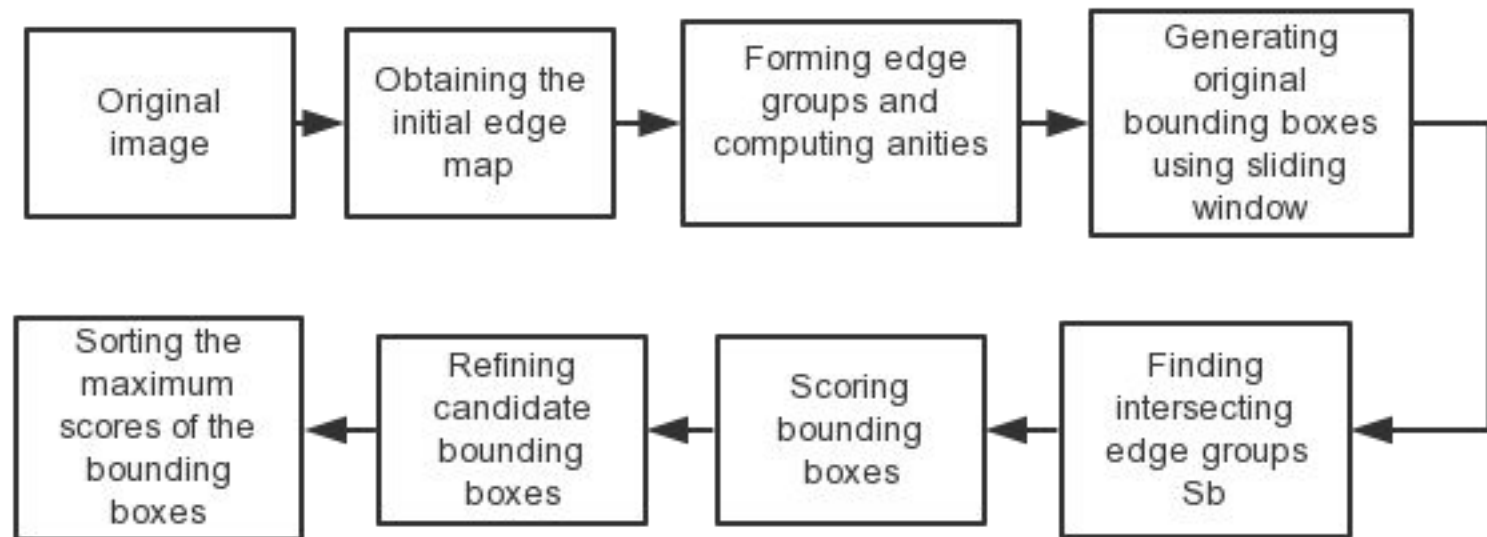 Original
image
Obtaining the
initial edge
map
Forming edge
groups and
computing anities
Generating
original
bounding boxes
using sliding
window
Finding
intersecting
edge groups
Sb
Scoring
bounding
boxes
Refining
candidate
bounding
boxes
Sorting the
maximum
scores of the
bounding
boxes